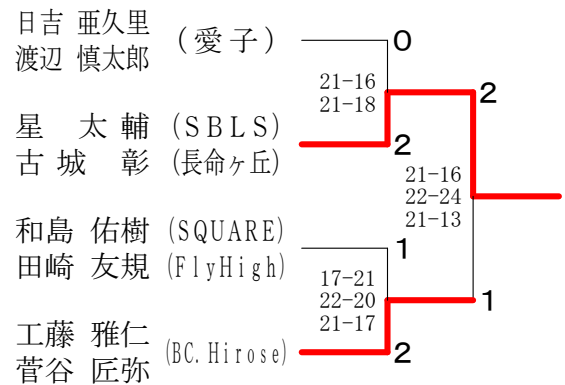 日吉 亜久里 (愛子) 0
渡辺 慎太郎
21-16
21-18
2
星 太輔 (SBLS)
古城 彰 (長命ヶ丘) 2
21-16
22-24
21-13
和島 佑樹 (SQUARE) 1
田崎 友規 (FlyHigh)
17-21
22-20
21-17
1
工藤 雅仁 (BC.Hirose) 2
菅谷 匠弥